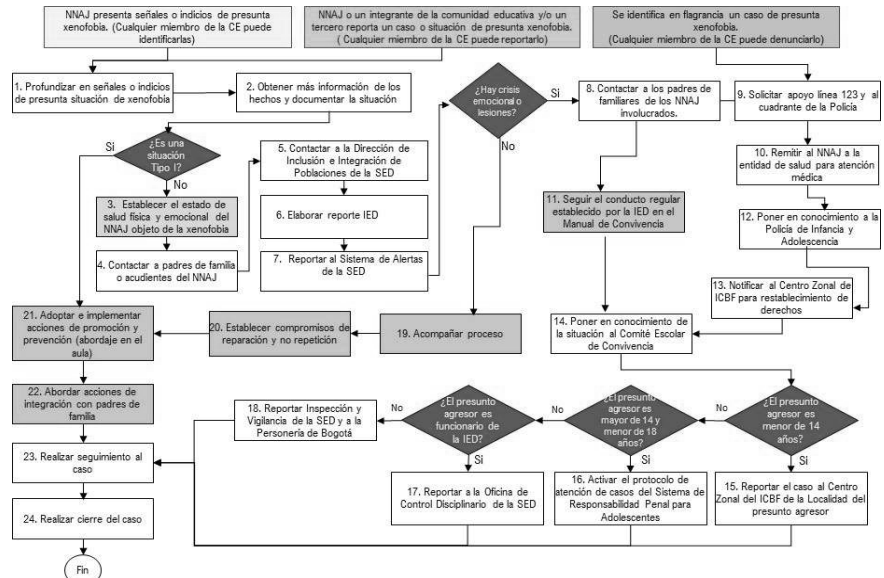 NNAJ presenta señales o indicios de presunta
xenofobia. (Cualquier miembro de la CE puede
identificarlas)
NNAJ o un integrante de la comunidad educativa y/o un
tercero reporta un caso o situación de presunta xenofobia.
( Cualquier miembro de la CE puede reportarlo)
Se identifica en flagrancia un caso de presunta
xenofobia.
(Cualquier miembro de la CE puede denunciarlo)
1. Profundizar en señales o indicios
de presunta situación de xenofobia
2. Obtener más información de los
hechos y documentar la situación
¿Hay crisis
emocional o
lesiones?
Si
No
8. Contactar a los padres de
familiares de los NNAJ
involucrados.
9. Solicitar apoyo línea 123 y al
cuadrante de la Policía
10. Remitir al NNAJ a la
entidad de salud para atención
médica
12. Poner en conocimiento a la
Policía de Infancia y
Adolescencia
13. Notificar al Centro Zonal de
ICBF para restablecimiento de
derechos
¿Es una
situación
Tipo I?
Si
No
3. Establecer el estado de
salud física y emocional del
NNAJ objeto de la xenofobia
4. Contactar a padres de familia
o acudientes del NNAJ
5. Contactar a la Dirección de
Inclusión e Integración de
Poblaciones de la SED
6. Elaborar reporte IED
7. Reportar al Sistema de Alertas
de la SED
11. Seguir el conducto regular
establecido por la IED en el
Manual de Convivencia
14. Poner en conocimiento de
la situación al Comité Escolar
de Convivencia
19. Acompañar proceso
20. Establecer compromisos de
reparación y no repetición
21. Adoptar e implementar
acciones de promoción y
prevención (abordaje en el
aula)
22. Abordar acciones de
integración con padres de
familia
¿El presunto
agresor es
menor de 14
años?
No
Si
¿El presunto
agresor es
mayor de 14 y
menor de 18
años?
No
Si
¿El presunto
agresor es
funcionario de
la IED?
No
Si
18. Reportar Inspección y
Vigilancia de la SED y a la
Personería de Bogotá
15. Reportar el caso al Centro
Zonal del ICBF de la Localidad del
presunto agresor
16. Activar el protocolo de
atención de casos del Sistema de
Responsabilidad Penal para
Adolescentes
17. Reportar a la Oficina de
Control Disciplinario de la SED
23. Realizar seguimiento al
caso
24. Realizar cierre del caso
Fin